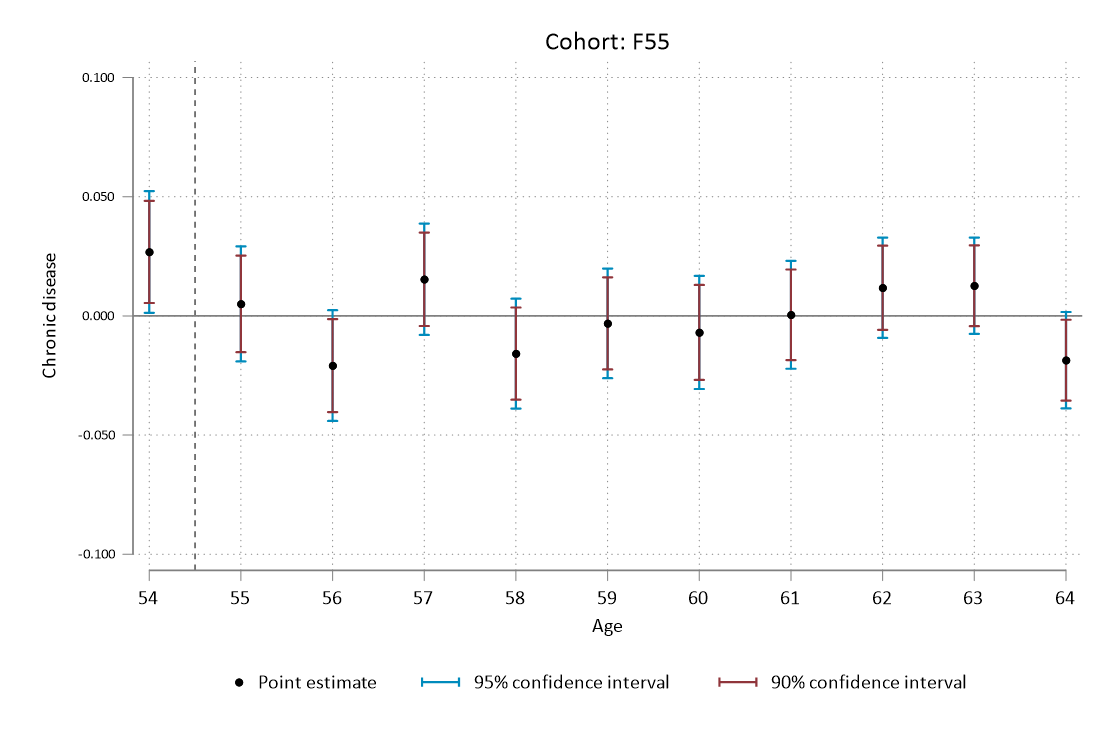 Cohort: F55
0.100
0.050
0.000
-0.050
-0.100
Chronic disease
54 55 56 57 58 59 60 61 62 63 64
Age
Point estimate 95% confidence interval 90% confidence interval